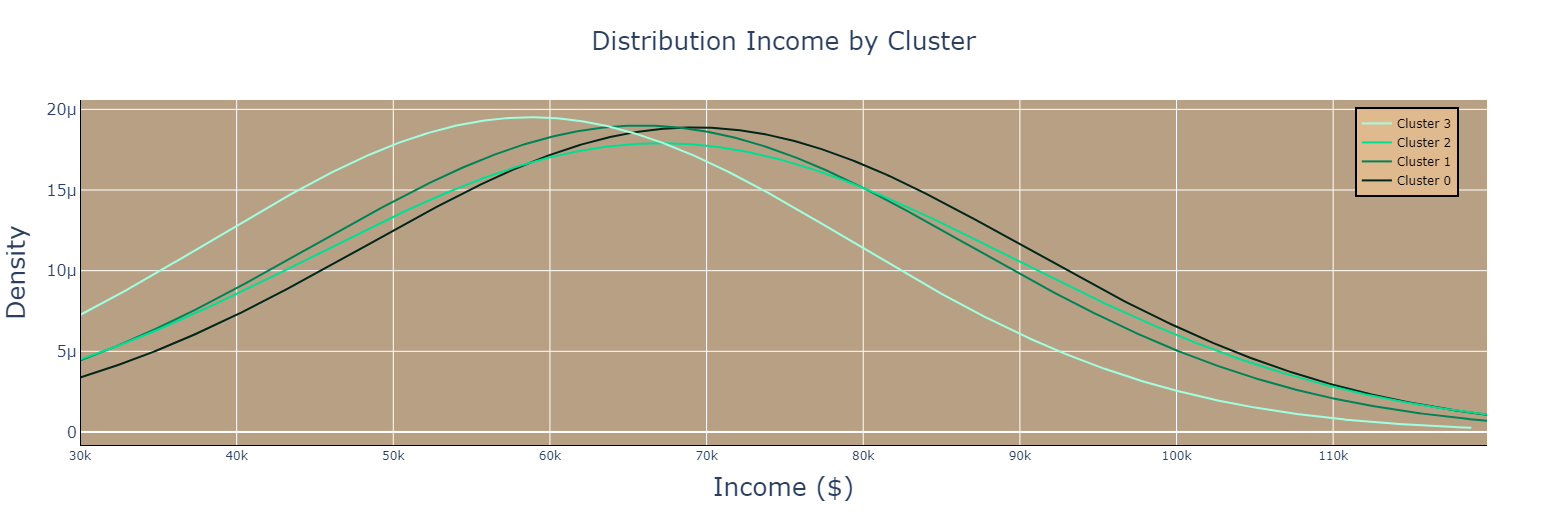 Distribution Income by Cluster
20μ
15μ
10μ
5μ
0
Density
30k 40k 50k 60k 70k 80k 90k 100k 110k
Income ($)
Cluster 3
Cluster 2
Cluster 1
Cluster 0